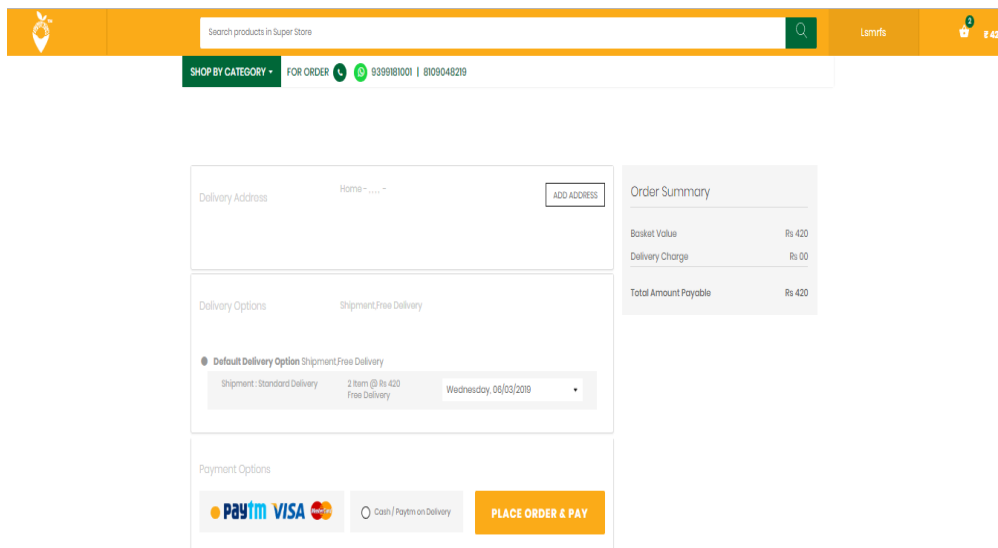 Search products in Super Store
Lsmrfs
2
SHOP BY CATEGORY FOR ORDER 9399181001 | 8109048219
Delivery Address
Home - , , , , -
ADD ADDRESS
Delivery Options
Shipment,Free Delivery
Default Delivery Option Shipment,Free Delivery
Shipment : Standard Delivery
2 Item @ Rs 420
Free Delivery
Wednesday, 06/03/2019
Payment Options
Paytm VISA MasterCard
Cash / Paytm on Delivery
PLACE ORDER & PAY
Order Summary
Basket Value Rs 420
Delivery Charge Rs 00
Total Amount Payable Rs 420